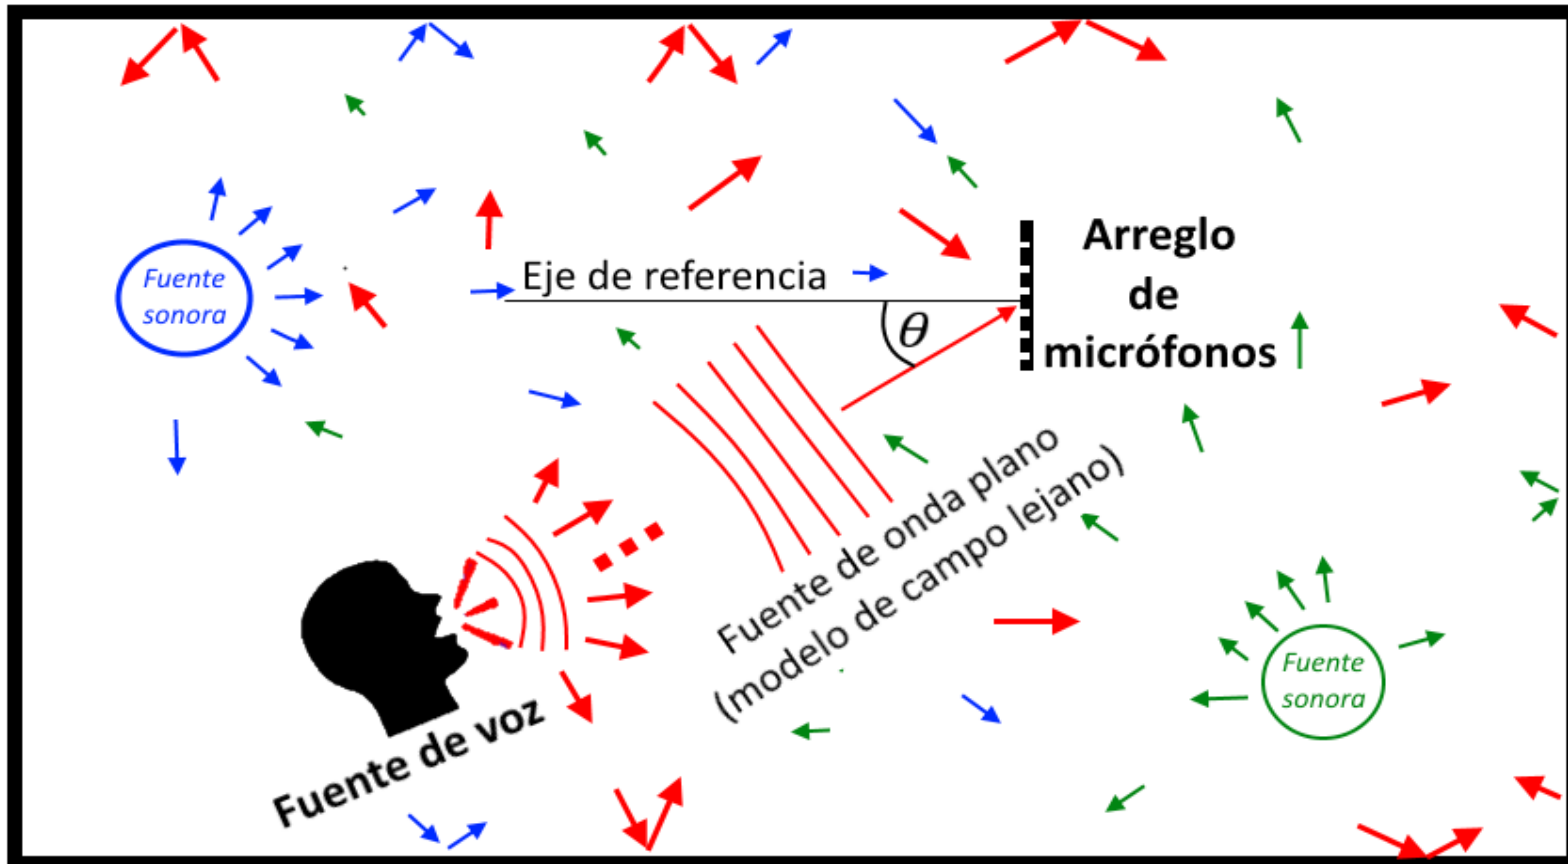 Fuente
sonora
Eje de referencia
θ
Arreglo
de
micrófonos
Fuente de onda plano
(modelo de campo lejano)
Fuente de voz
Fuente
sonora